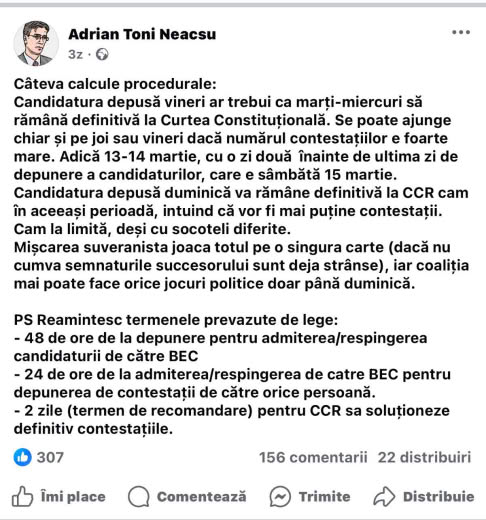 Adrian Toni Neacsu
3z ·
Câteva calcule procedurale:
Candidatura depusă vineri ar trebui ca marți-miercuri să
rămână definitivă la Curtea Constituțională. Se poate ajunge
chiar și pe joi sau vineri dacă numărul contestațiilor e foarte
mare. Adică 13-14 martie, cu o zi două înainte de ultima zi de
depunere a candidaturilor, care e sâmbătă 15 martie.
Candidatura depusă duminică va rămâne definitivă la CCR cam
în aceeași perioadă, intuind că vor fi mai puține contestații.
Cam la limită, deși cu socoteli diferite.
Mișcarea suveranista joaca totul pe o singura carte (dacă nu
cumva semnaturile succesorului sunt deja strânse), iar coaliția
mai poate face orice jocuri politice doar până duminică.
PS Reamintesc termenele prevazute de lege:
- 48 de ore de la depunere pentru admiterea/respingerea
candidaturii de către BEC
- 24 de ore de la admiterea/respingerea de catre BEC pentru
depunerea de contestații de către orice persoană.
- 2 zile (termen de recomandare) pentru CCR sa soluționeze
definitiv contestațiile.
307 156 comentarii 22 distribuiri
Îmi place Comentează Trimite Distribuie